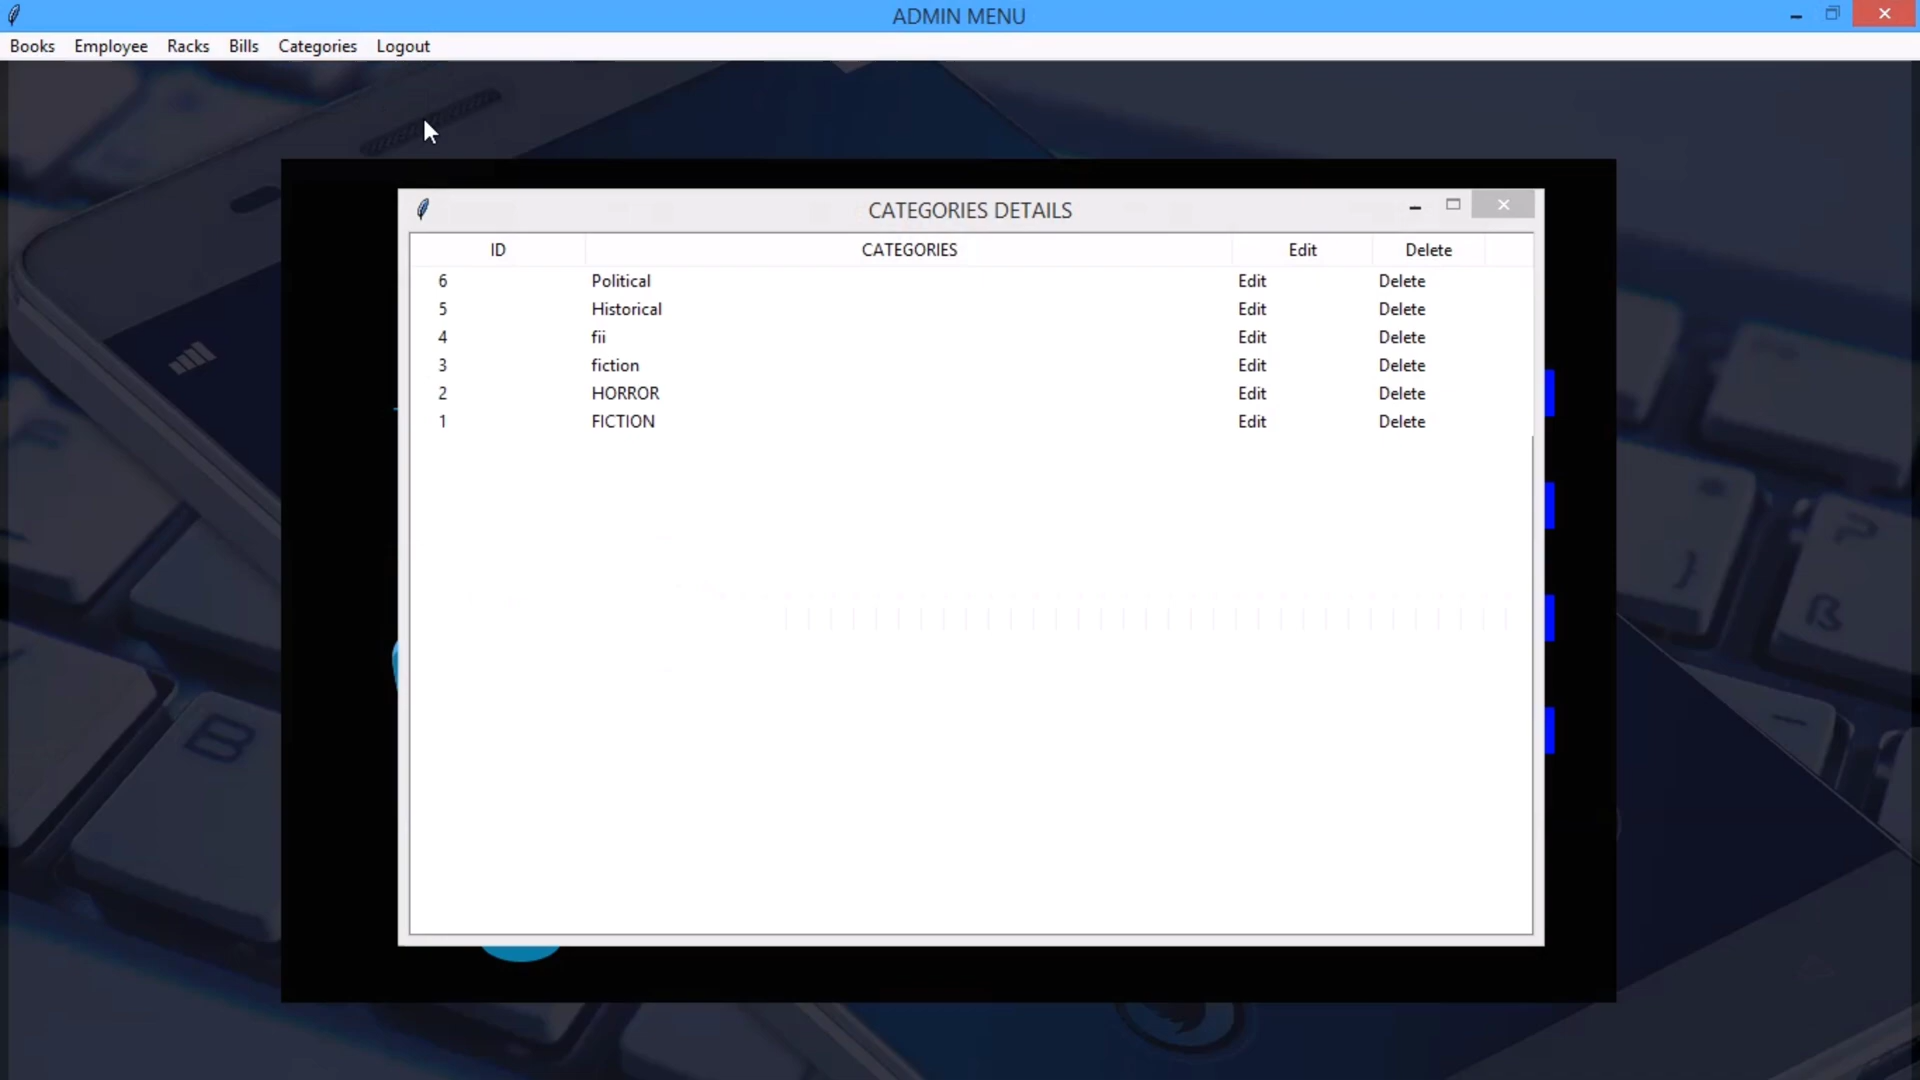 ADMIN MENU
Books Employee Racks Bills Categories Logout
CATEGORIES DETAILS
ID CATEGORIES Edit Delete
6 Political Edit Delete
5 Historical Edit Delete
4 fii Edit Delete
3 fiction Edit Delete
2 HORROR Edit Delete
1 FICTION Edit Delete
B
P
ß